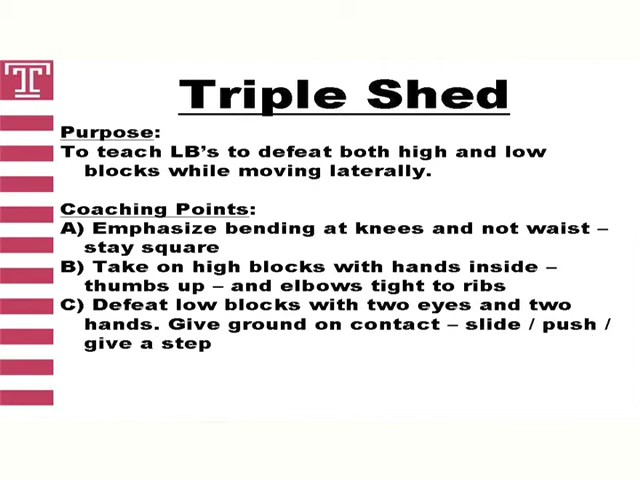 Triple Shed
Purpose:
To teach LB's to defeat both high and low
blocks while moving laterally.
Coaching Points:
A) Emphasize bending at knees and not waist –
stay square
B) Take on high blocks with hands inside –
thumbs up – and elbows tight to ribs
C) Defeat low blocks with two eyes and two
hands. Give ground on contact – slide / push /
give a step